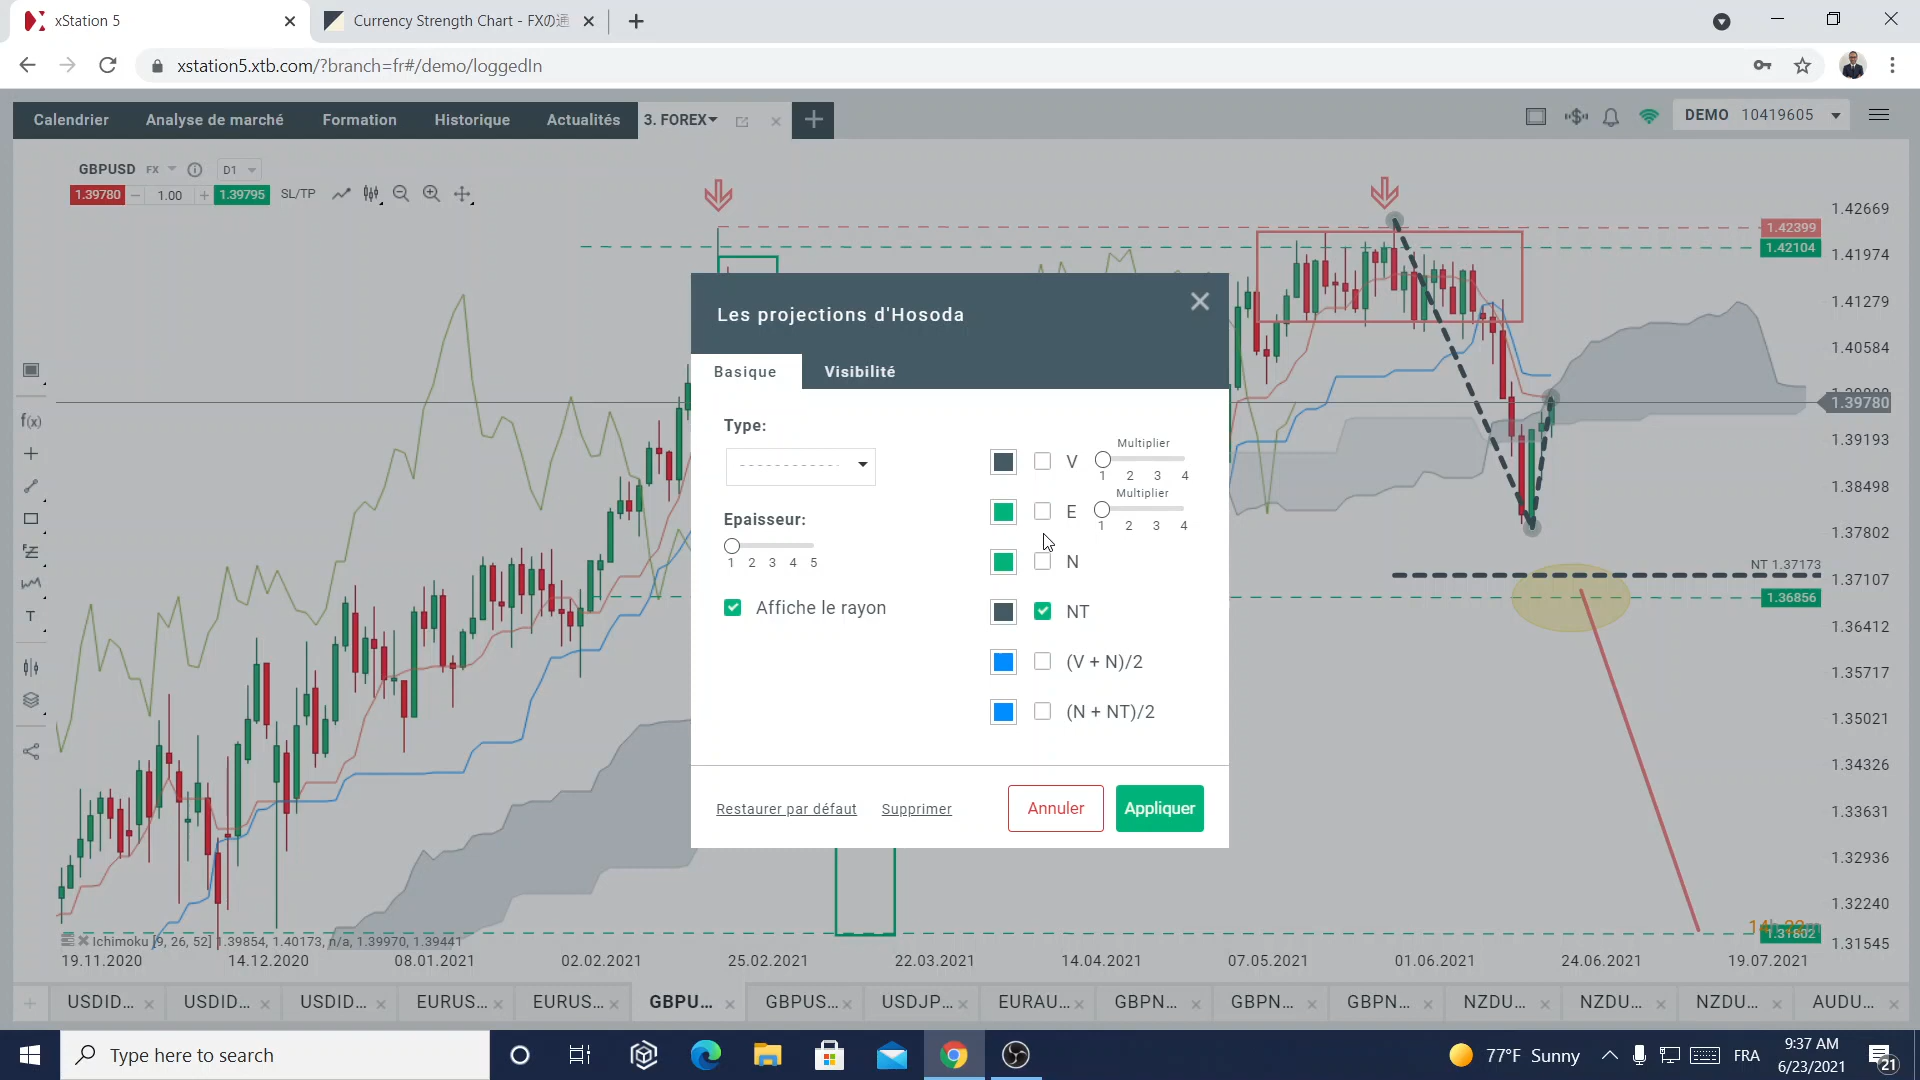 xStation 5
Currency Strength Chart - FXの通
xstation5.xtb.com/?branch=fr#/demo/loggedIn
Calendrier Analyse de marché Formation Historique Actualités 3. FOREX
DEMO 10419605
GBPUSD FX D1
1.39780 1.00 1.39795 SL/TP
1.42669
1.42399
1.42104
1.41974
1.41279
1.40584
1.39780
1.39193
1.38498
1.37802
NT 1.37173
1.37107
1.36856
1.36412
1.35717
1.35021
1.34326
1.33631
1.32936
1.32240
1.31802
1.31545
Les projections d'Hosoda
Basique Visibilité
Type:
Epaisseur:
1 2 3 4 5
Affiche le rayon
V Multiplier
1 2 3 4
E Multiplier
1 2 3 4
N
NT
(V + N)/2
(N + NT)/2
Restaurer par défaut Supprimer Annuler Appliquer
f(x)
T
Ichimoku [9, 26, 52] 1.39854, 1.40173, n/a, 1.39970, 1.39441
19.11.2020 14.12.2020 08.01.2021 02.02.2021 25.02.2021 22.03.2021 14.04.2021 07.05.2021 01.06.2021 24.06.2021 19.07.2021
USDID... USDID... USDID... EURUS... EURUS... GBPU... GBPUS... USDJP... EURAU... GBPN... GBPN... GBPN... NZDU... NZDU... NZDU... AUDU...
Type here to search
77°F Sunny FRA
9:37 AM
6/23/2021
21